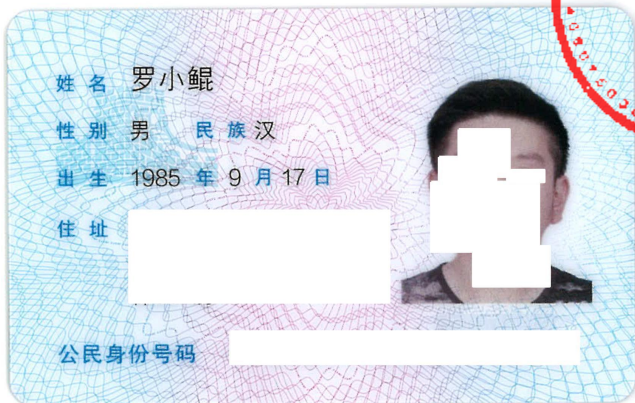 姓名 罗小鲲
性别 男 民族 汉
出生 1985 年 9 月 17 日
住址
公民身份号码